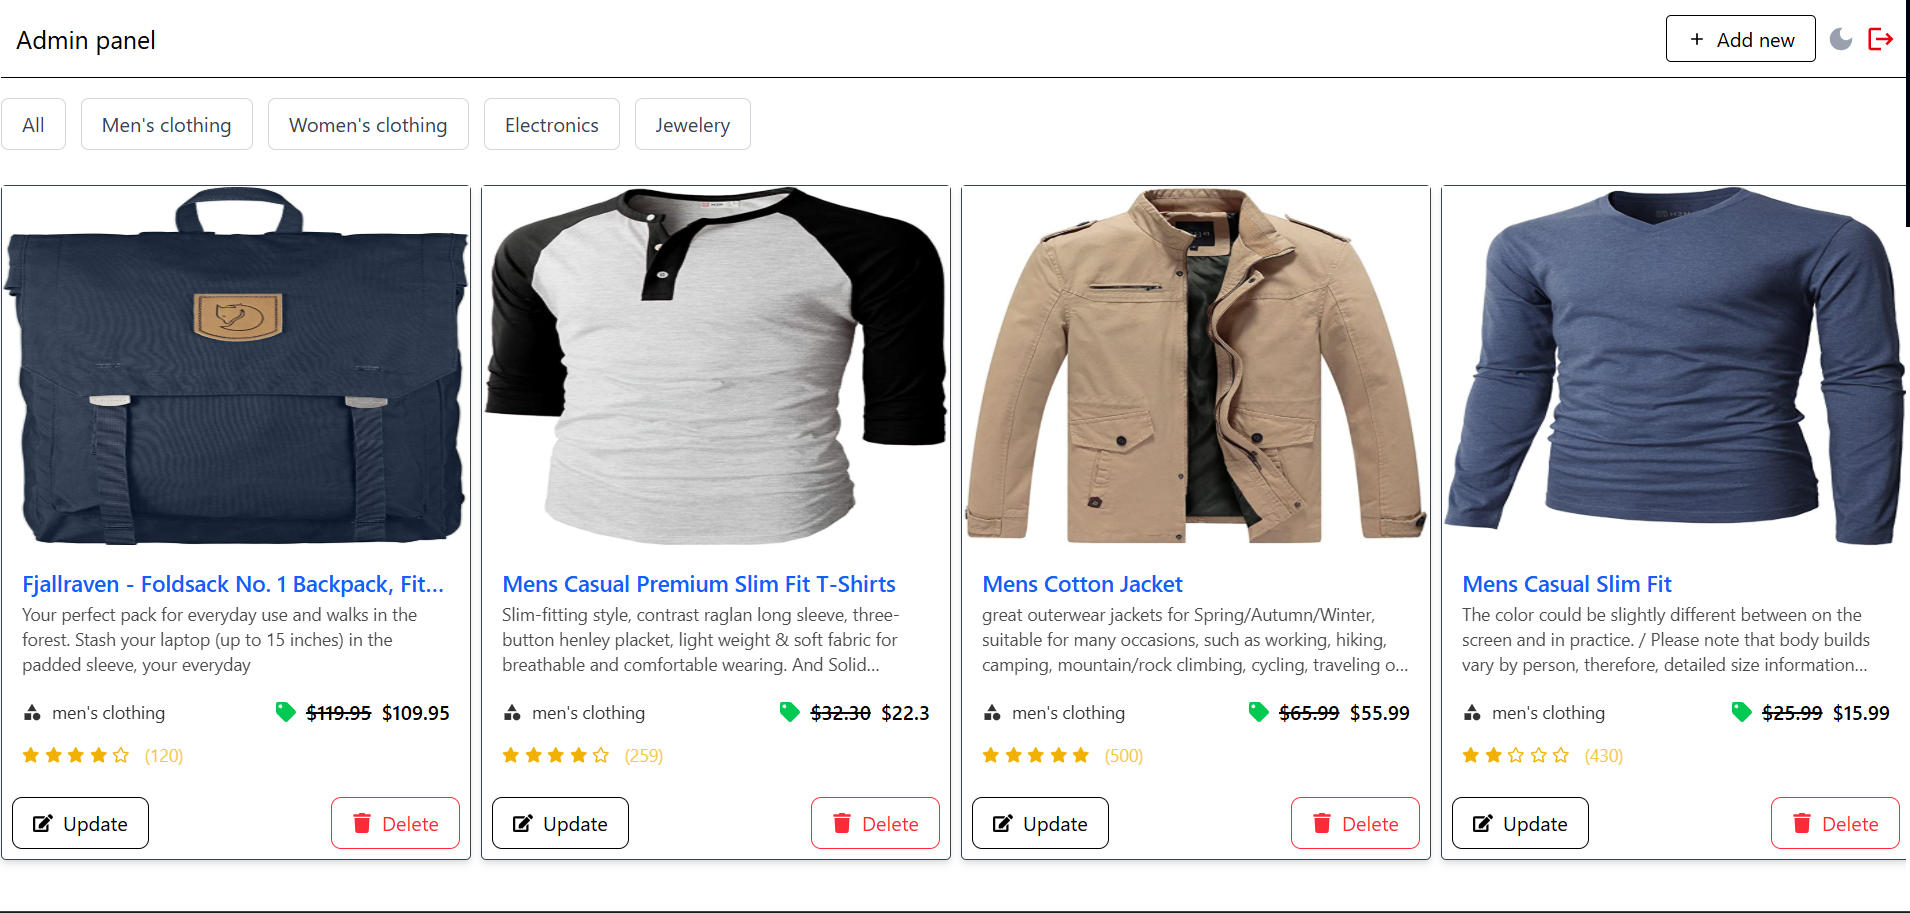 Admin panel
Add new
All
Men's clothing
Women's clothing
Electronics
Jewelery
Fjallraven - Foldsack No. 1 Backpack, Fit...
Your perfect pack for everyday use and walks in the
forest. Stash your laptop (up to 15 inches) in the
padded sleeve, your everyday
men's clothing
$119.95 $109.95
(120)
Update
Delete
Mens Casual Premium Slim Fit T-Shirts
Slim-fitting style, contrast raglan long sleeve, three-
button henley placket, light weight & soft fabric for
breathable and comfortable wearing. And Solid...
men's clothing
$32.30 $22.3
(259)
Update
Delete
Mens Cotton Jacket
great outerwear jackets for Spring/Autumn/Winter,
suitable for many occasions, such as working, hiking,
camping, mountain/rock climbing, cycling, traveling o...
men's clothing
$65.99 $55.99
(500)
Update
Delete
Mens Casual Slim Fit
The color could be slightly different between on the
screen and in practice. / Please note that body builds
vary by person, therefore, detailed size information...
men's clothing
$25.99 $15.99
(430)
Update
Delete